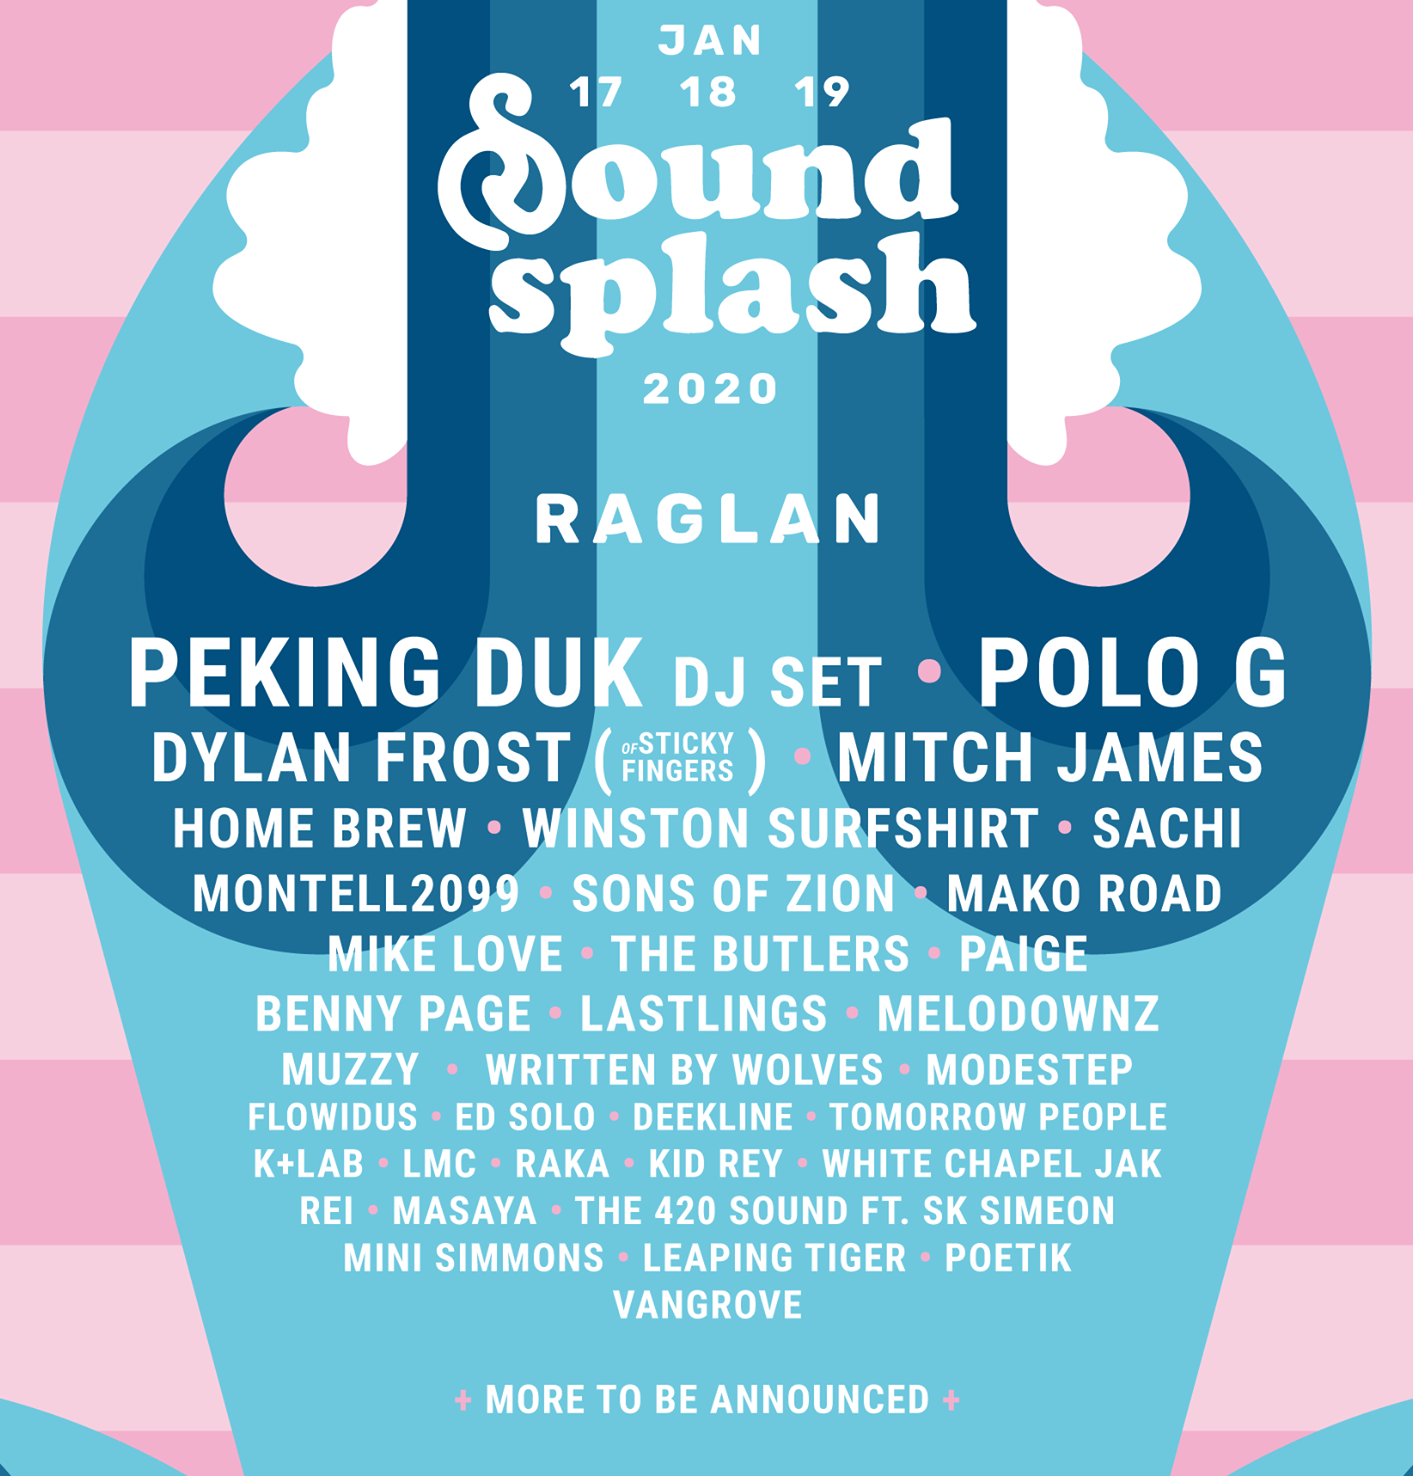 JAN
17 18 19
Sound
splash
2020
RAGLAN
PEKING DUK DJ SET • POLO G
DYLAN FROST (OF STICKY FINGERS) • MITCH JAMES
HOME BREW • WINSTON SURFSHIRT • SACHI
MONTELL2099 • SONS OF ZION • MAKO ROAD
MIKE LOVE • THE BUTLERS • PAIGE
BENNY PAGE • LASTLINGS • MELODOWNZ
MUZZY • WRITTEN BY WOLVES • MODESTEP
FLOWIDUS • ED SOLO • DEEKLINE • TOMORROW PEOPLE
K+LAB • LMC • RAKA • KID REY • WHITE CHAPEL JAK
REI • MASAYA • THE 420 SOUND FT. SK SIMEON
MINI SIMMONS • LEAPING TIGER • POETIK
VANGROVE
+ MORE TO BE ANNOUNCED +